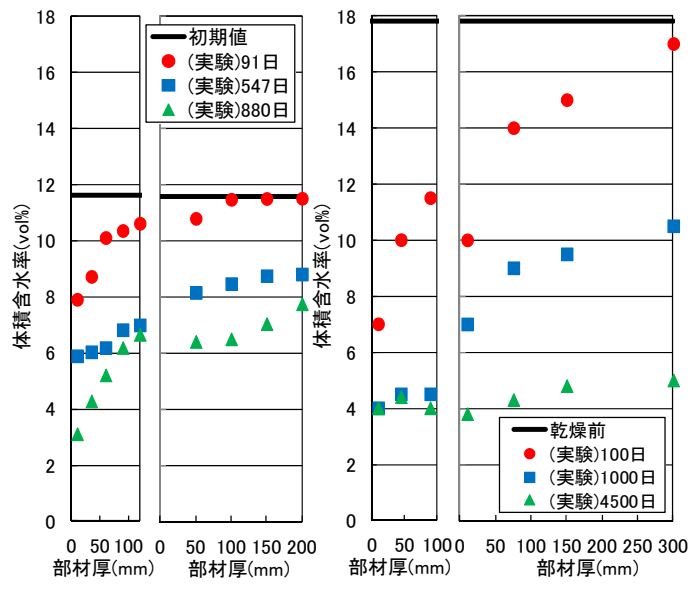 体積含水率(vol%)
18
16
14
12
10
8
6
4
2
0
初期値
(実験)91日
(実験)547日
(実験)880日
0 50 100
部材厚(mm)
0 50 100 150 200
部材厚(mm)
体積含水率(vol%)
18
16
14
12
10
8
6
4
2
0
乾燥前
(実験)100日
(実験)1000日
(実験)4500日
0 50 100
部材厚(mm)
0 50 100 150 200 250 300
部材厚(mm)